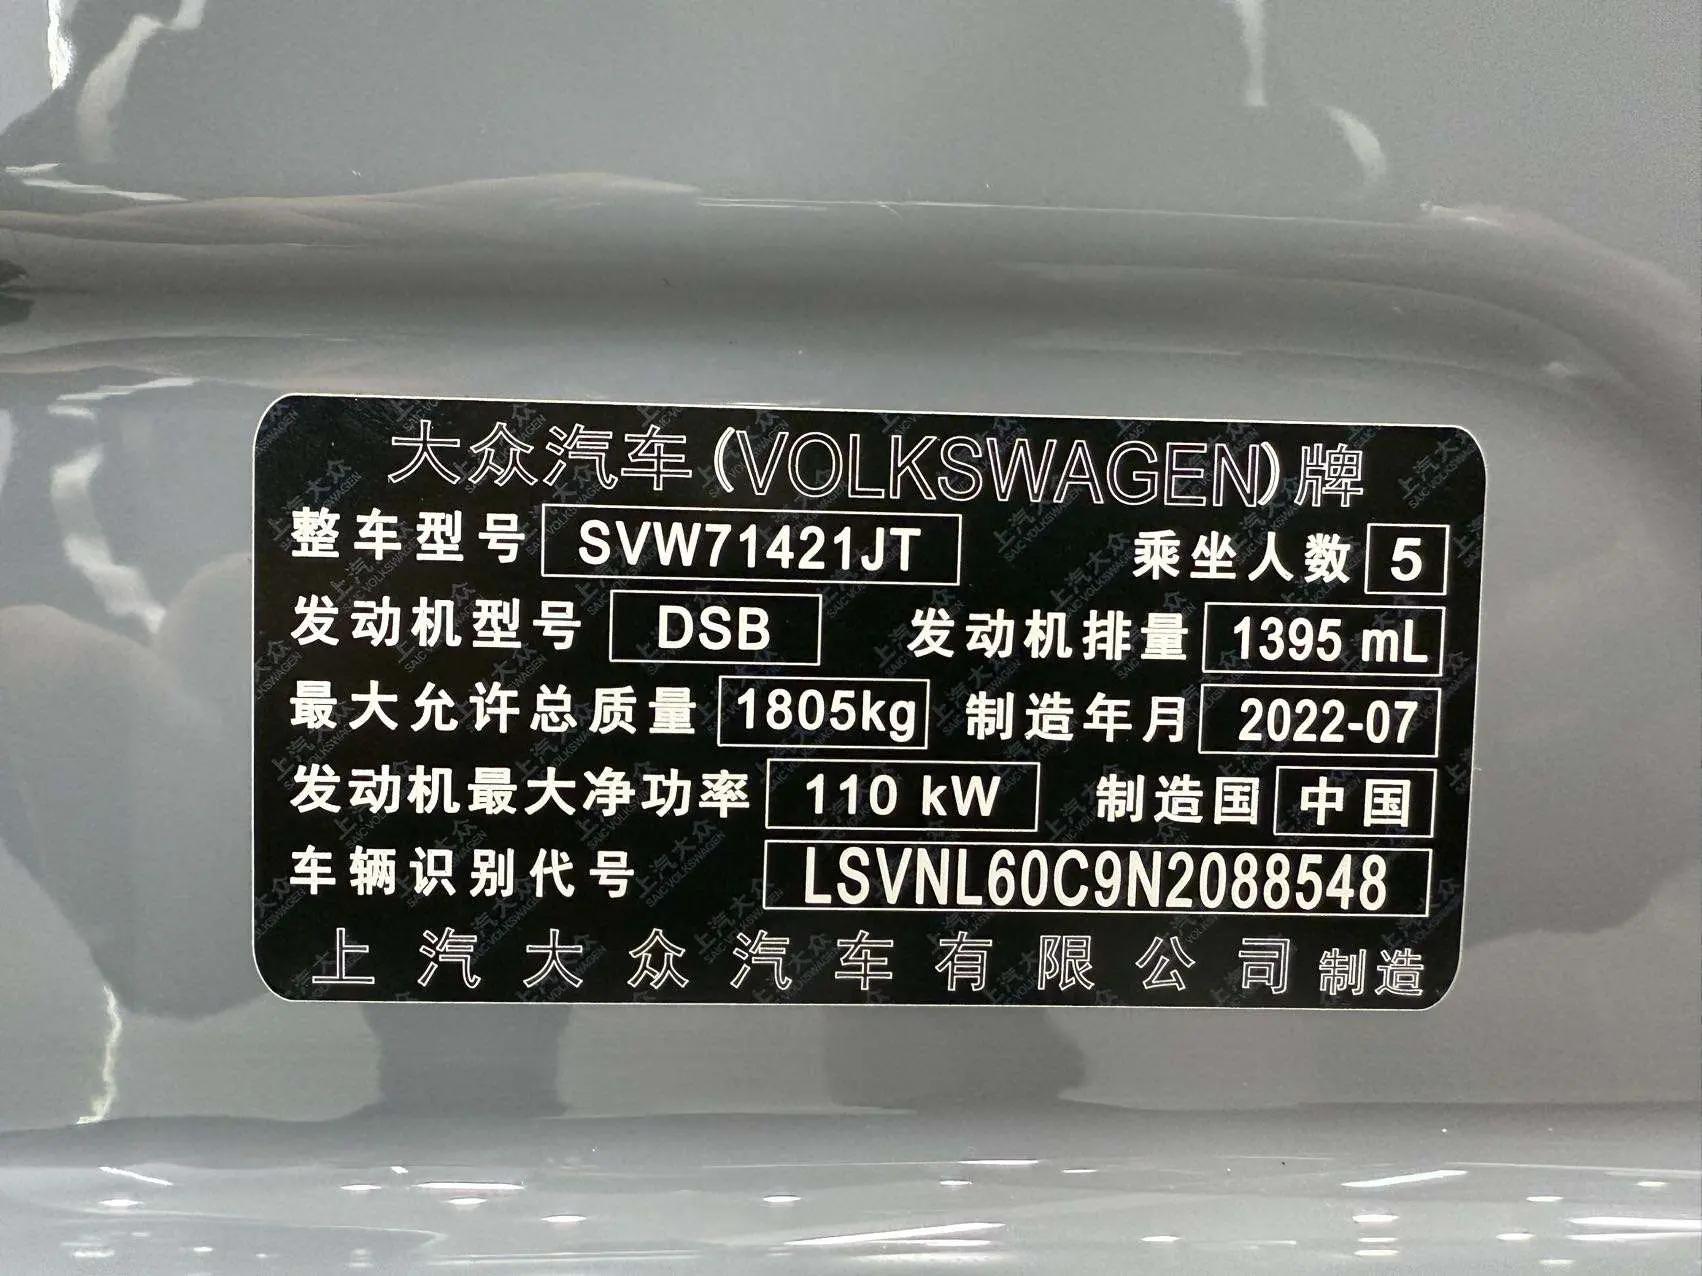 大众汽车(VOLKSWAGEN)牌
整车型号 SVW71421JT 乘坐人数 5
发动机型号 DSB 发动机排量 1395 mL
最大允许总质量 1805kg 制造年月 2022-07
发动机最大净功率 110 kW 制造国 中国
车辆识别代号 LSVNL60C9N2088548
上汽大众汽车有限公司制造